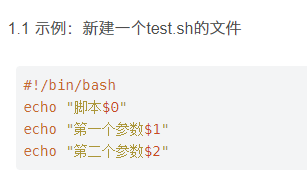 1.1 示例：新建一个test.sh的文件
#!/bin/bash
echo "脚本$0"
echo "第一个参数$1"
echo "第二个参数$2"